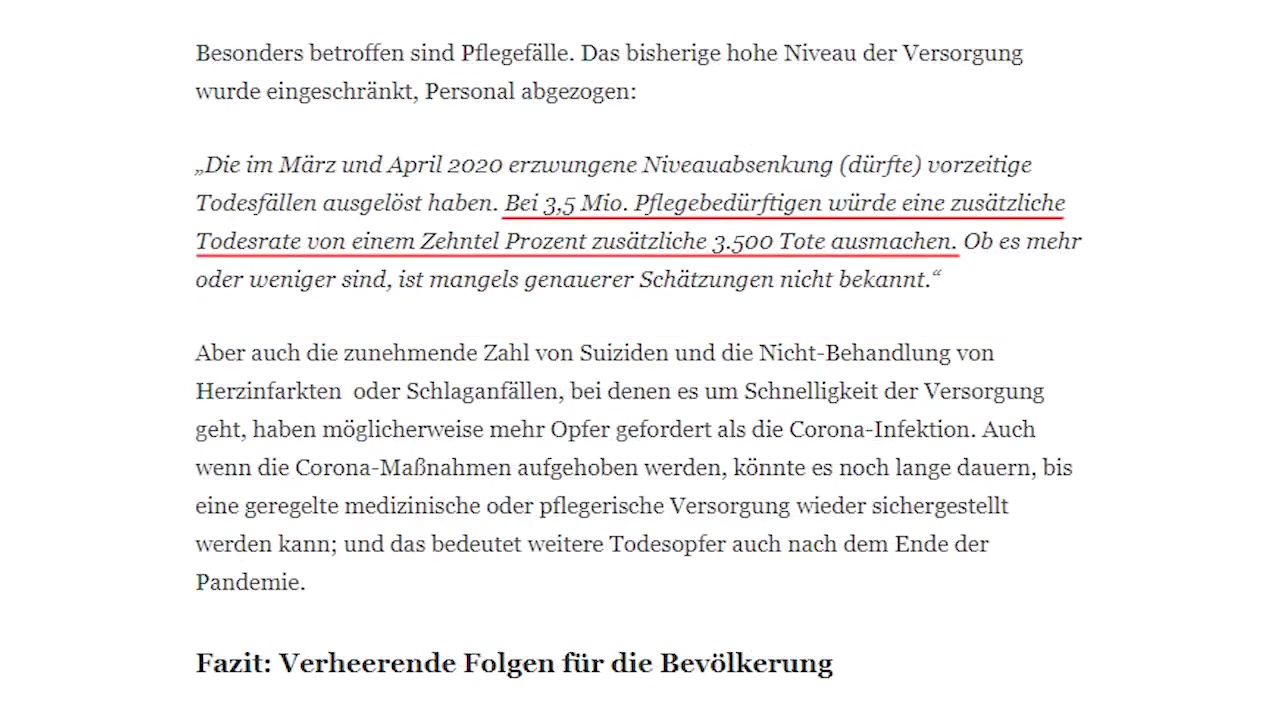 Besonders betroffen sind Pflegefälle. Das bisherige hohe Niveau der Versorgung
wurde eingeschränkt, Personal abgezogen:
„Die im März und April 2020 erzwungene Niveauabsenkung (dürfte) vorzeitige
Todesfällen ausgelöst haben. Bei 3,5 Mio. Pflegebedürftigen würde eine zusätzliche
Todesrate von einem Zehntel Prozent zusätzliche 3.500 Tote ausmachen. Ob es mehr
oder weniger sind, ist mangels genauerer Schätzungen nicht bekannt.“
Aber auch die zunehmende Zahl von Suiziden und die Nicht-Behandlung von
Herzinfarkten oder Schlaganfällen, bei denen es um Schnelligkeit der Versorgung
geht, haben möglicherweise mehr Opfer gefordert als die Corona-Infektion. Auch
wenn die Corona-Maßnahmen aufgehoben werden, könnte es noch lange dauern, bis
eine geregelte medizinische oder pflegerische Versorgung wieder sichergestellt
werden kann; und das bedeutet weitere Todesopfer auch nach dem Ende der
Pandemie.
Fazit: Verheerende Folgen für die Bevölkerung